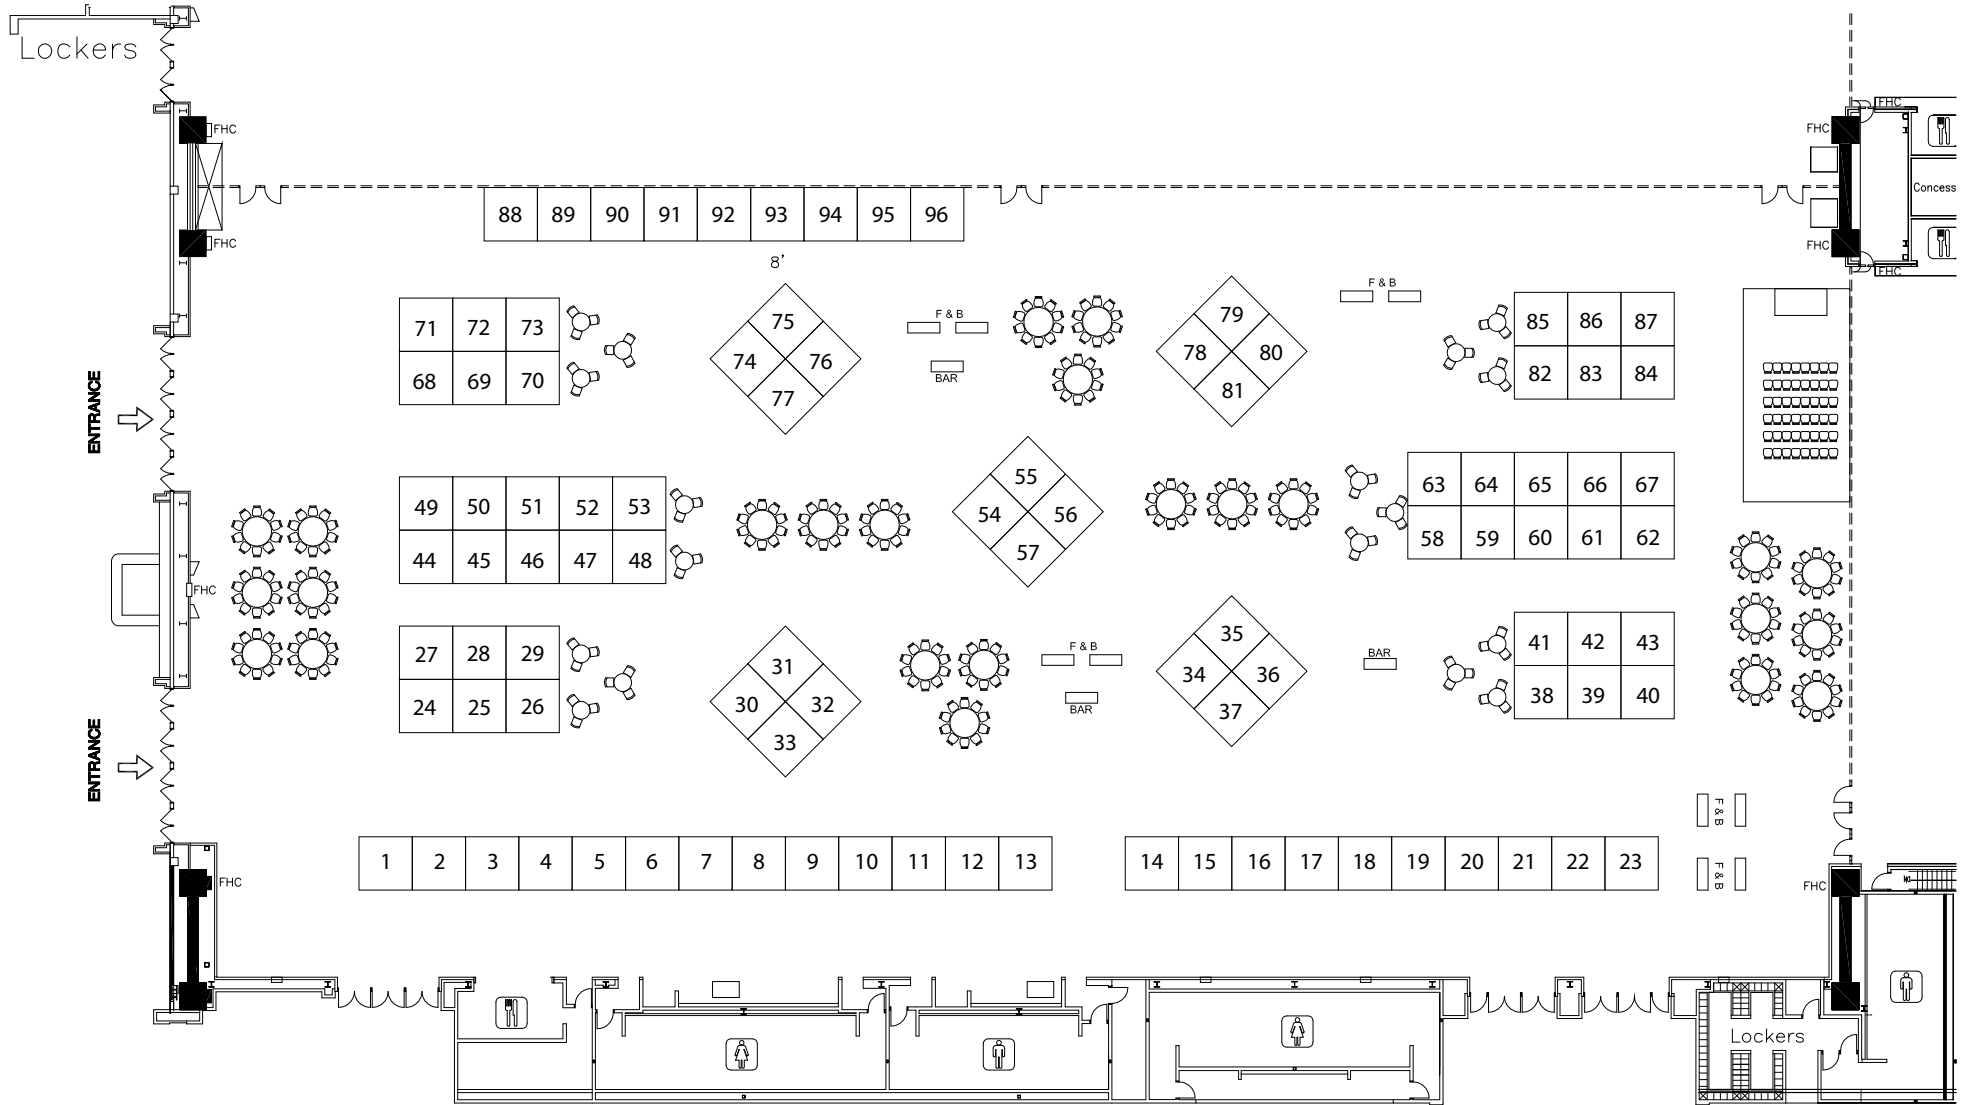 Lockers
FHC
FHC
FHC
FHC
FHC
FHC
Concess
88 89 90 91 92 93 94 95 96
8'
F & B
F & B
BAR
71 72 73
68 69 70
75
74 76
77
79
78 80
81
85 86 87
82 83 84
ENTRANCE
49 50 51 52 53
44 45 46 47 48
55
54 56
57
63 64 65 66 67
58 59 60 61 62
FHC
27 28 29
24 25 26
31
30 32
33
F & B
BAR
35
34 36
37
BAR
41 42 43
38 39 40
ENTRANCE
F & B
F & B
1 2 3 4 5 6 7 8 9 10 11 12 13
14 15 16 17 18 19 20 21 22 23
FHC
FHC
Lockers